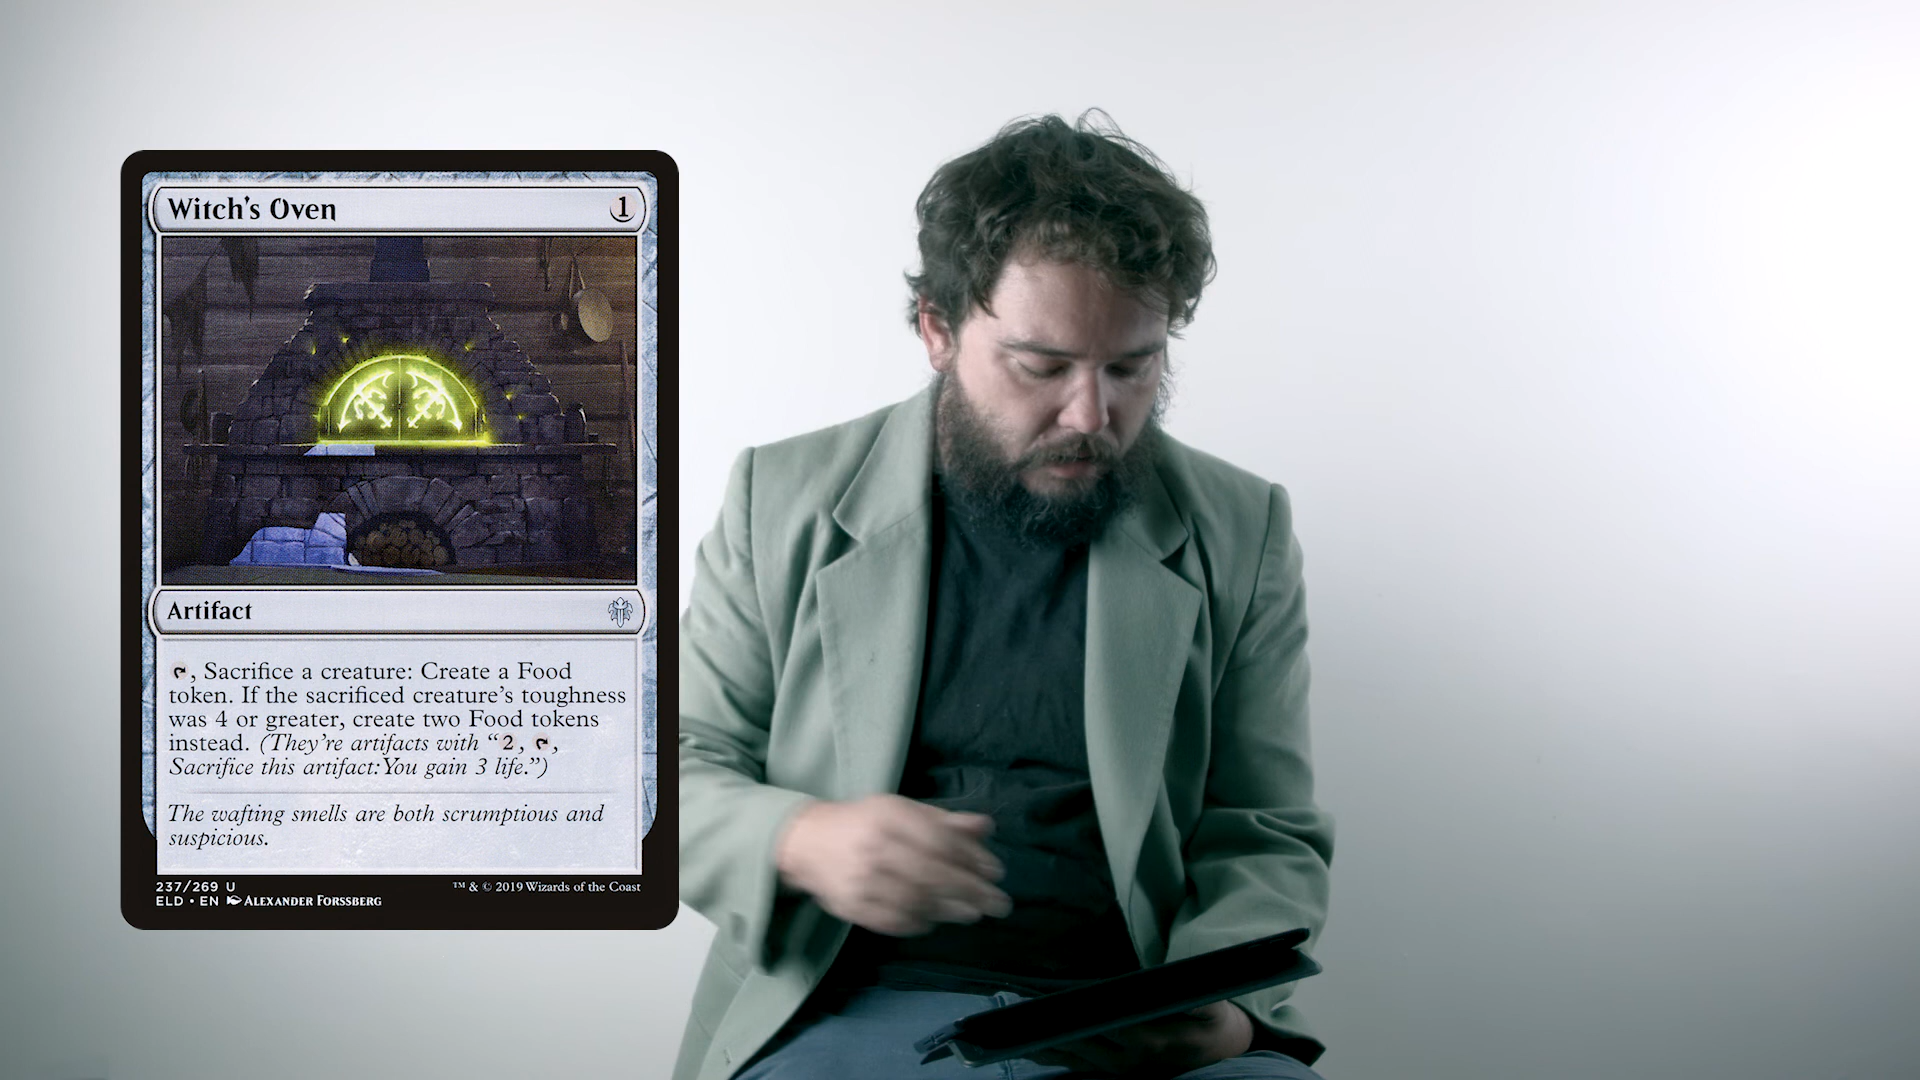 Witch's Oven 1
Artifact
, Sacrifice a creature: Create a Food
token. If the sacrificed creature's toughness
was 4 or greater, create two Food tokens
instead. (They're artifacts with “2, ,
Sacrifice this artifact: You gain 3 life.”)
The wafting smells are both scrumptious and
suspicious.
237/269 U
ELD • EN Alexander Forssberg
™ & © 2019 Wizards of the Coast